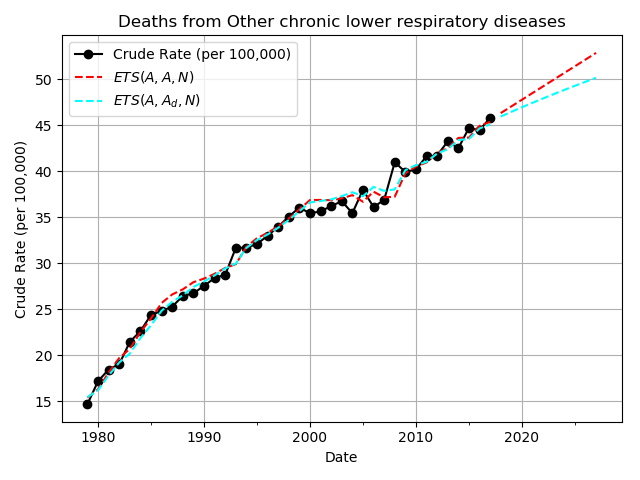 Deaths from Other chronic lower respiratory diseases
Crude Rate (per 100,000)
ETS(A, A, N)
ETS(A, A_d, N)
Crude Rate (per 100,000)
50
45
40
35
30
25
20
15
1980 1990 2000 2010 2020
Date